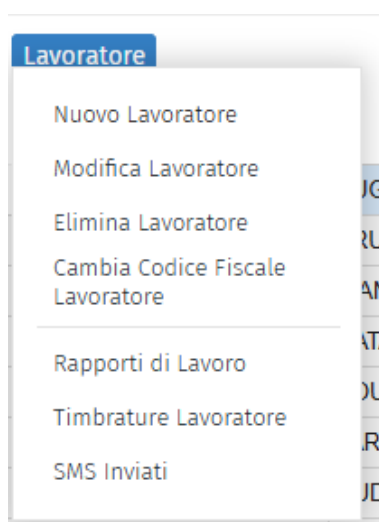 Lavoratore
Nuovo Lavoratore
Modifica Lavoratore
Elimina Lavoratore
Cambia Codice Fiscale
Lavoratore
Rapporti di Lavoro
Timbrature Lavoratore
SMS Inviati